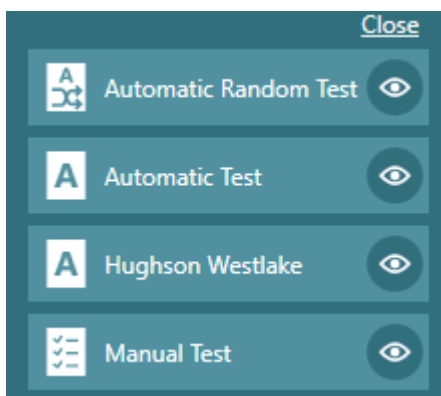 Close
A
Automatic Random Test
A
Automatic Test
A
Hughson Westlake
Manual Test